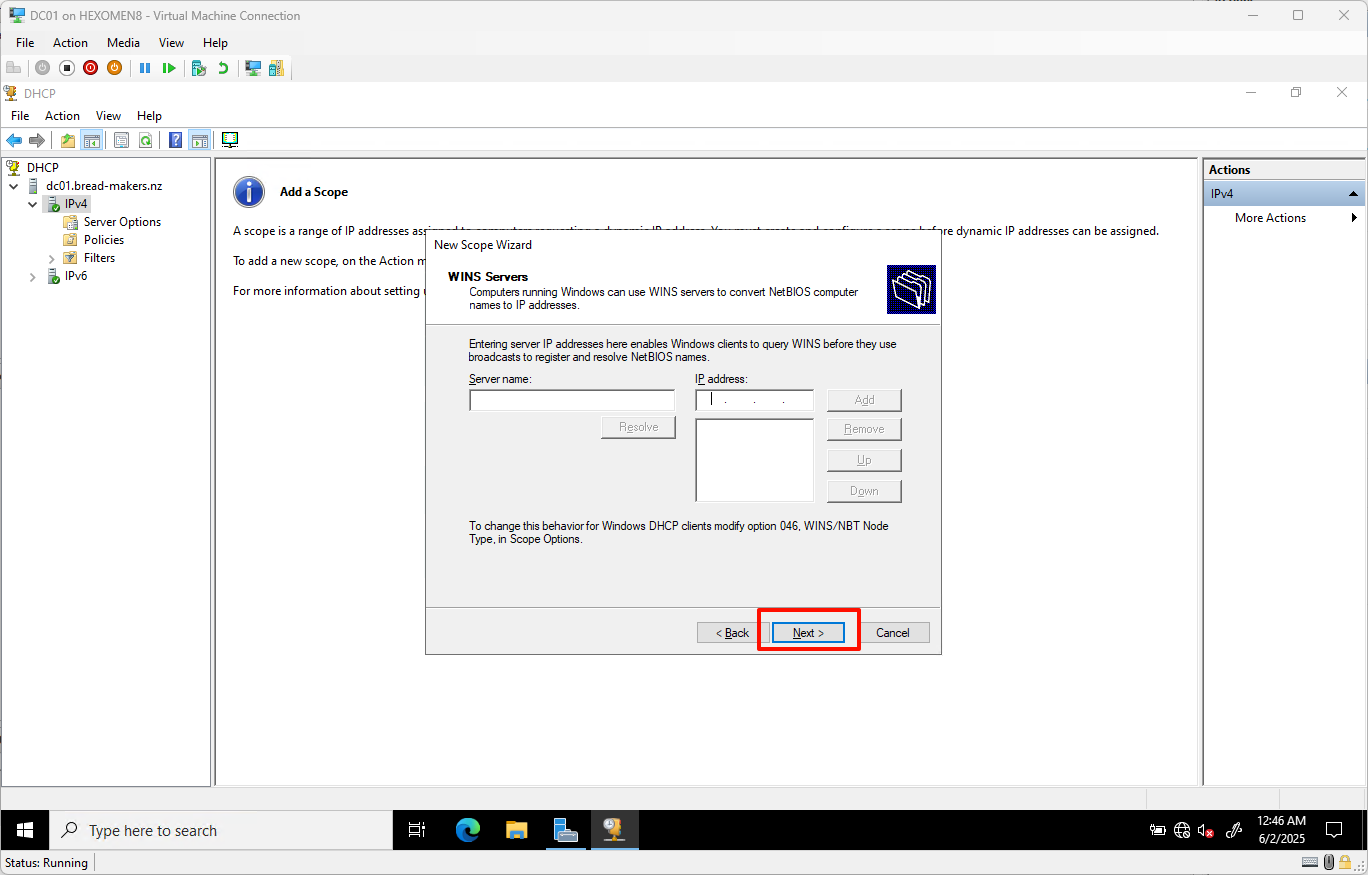 DC01 on HEXOMEN8 - Virtual Machine Connection
File Action Media View Help
DHCP
File Action View Help
DHCP
dc01.bread-makers.nz
IPv4
Server Options
Policies
Filters
IPv6
Add a Scope
A scope is a range of IP addresses
before dynamic IP addresses can be assigned.
To add a new scope, on the Action
For more information about setting
New Scope Wizard
WINS Servers
Computers running Windows can use WINS servers to convert NetBIOS computer
names to IP addresses.
Entering server IP addresses here enables Windows clients to query WINS before they use
broadcasts to register and resolve NetBIOS names.
Server name:
IP address:
. . .
Add
Resolve
Remove
Up
Down
To change this behavior for Windows DHCP clients modify option 046, WINS/NBT Node
Type, in Scope Options.
< Back
Next >
Cancel
Actions
IPv4
More Actions
Type here to search
12:46 AM
6/2/2025
Status: Running